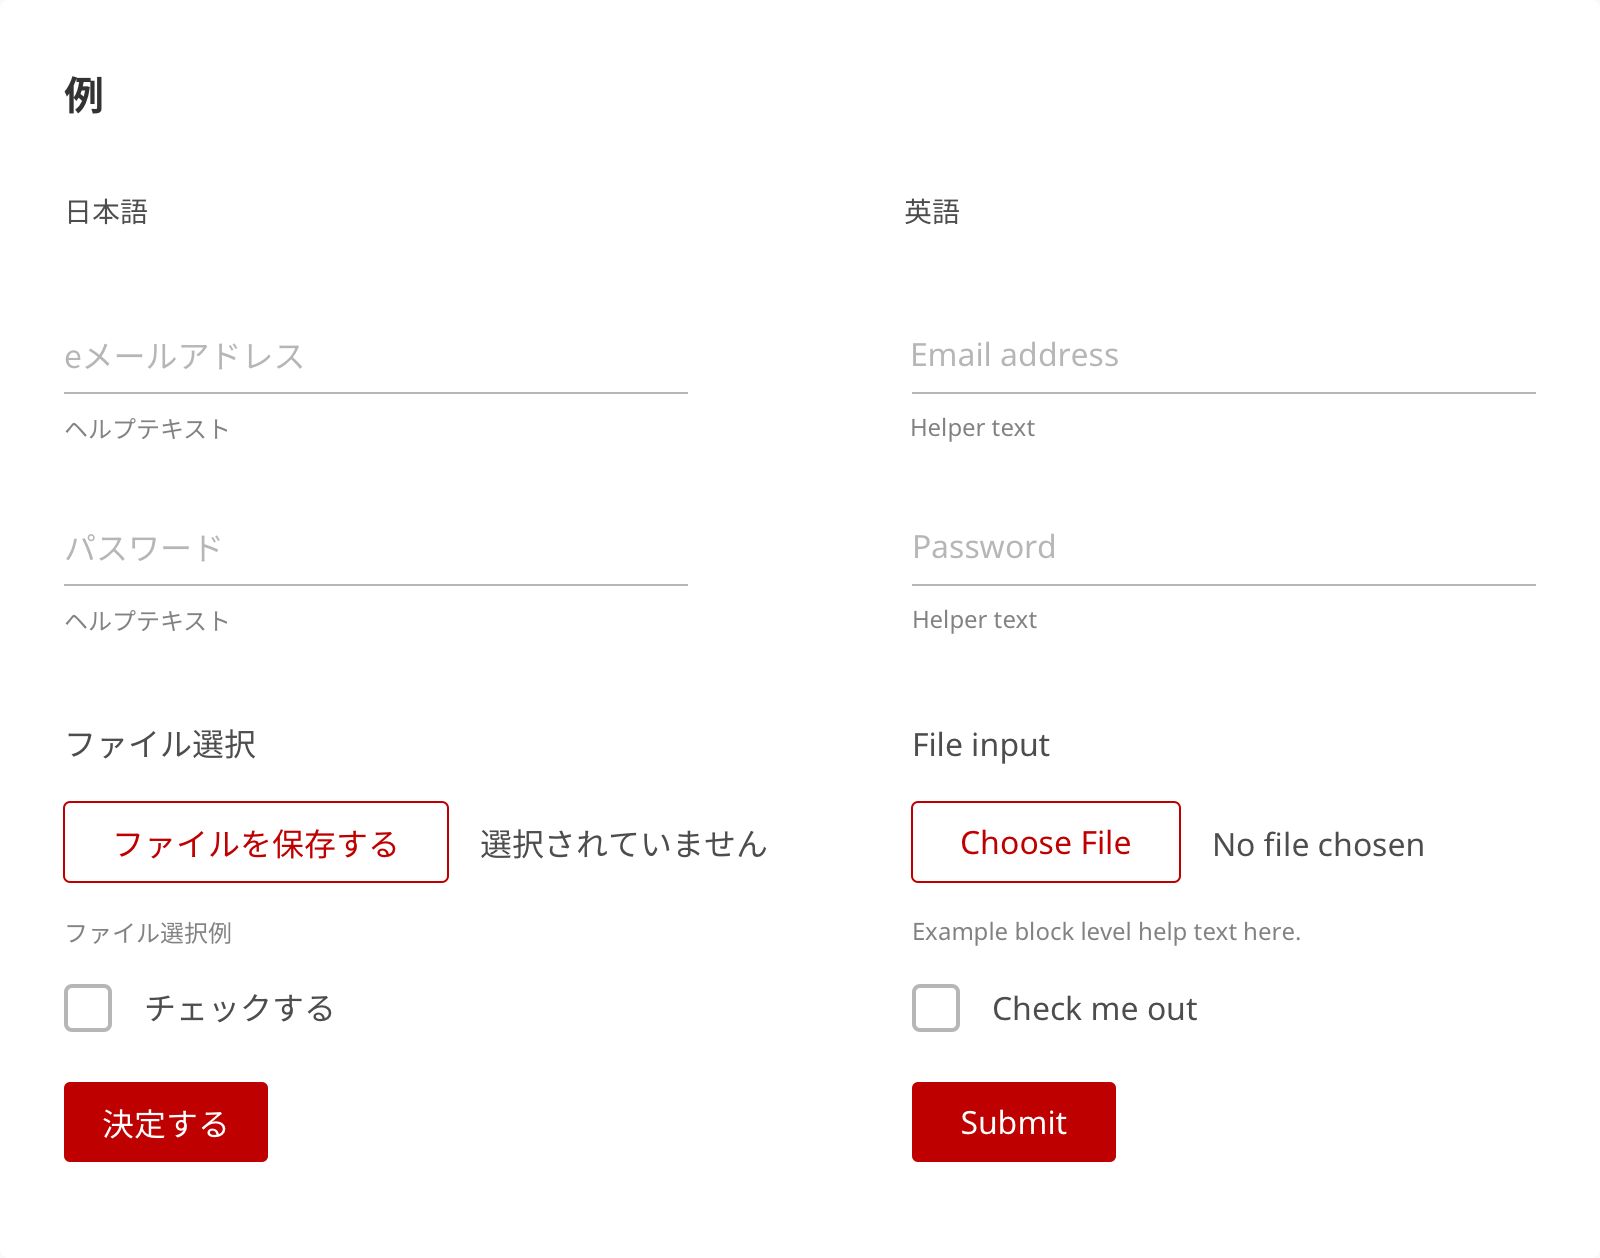 例
日本語
英語
eメールアドレス
Email address
ヘルプテキスト
Helper text
パスワード
Password
ヘルプテキスト
Helper text
ファイル選択
File input
ファイルを保存する
選択されていません
Choose File
No file chosen
ファイル選択例
Example block level help text here.
チェックする
Check me out
決定する
Submit